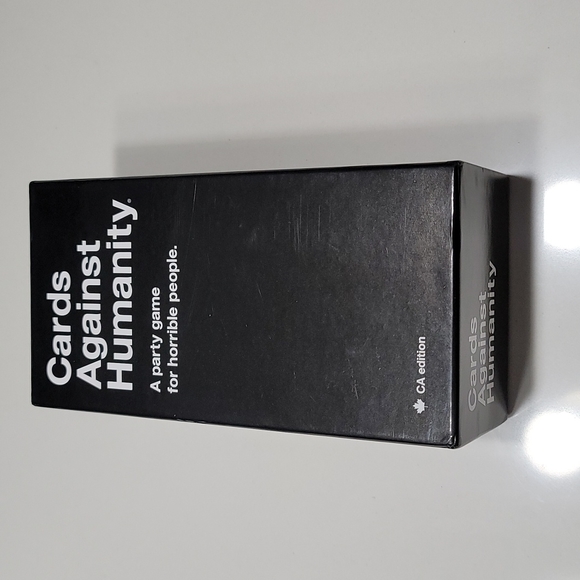 Cards
Against
Humanity®
A party game
for horrible people.
CA edition
Cards
Against
Humanity